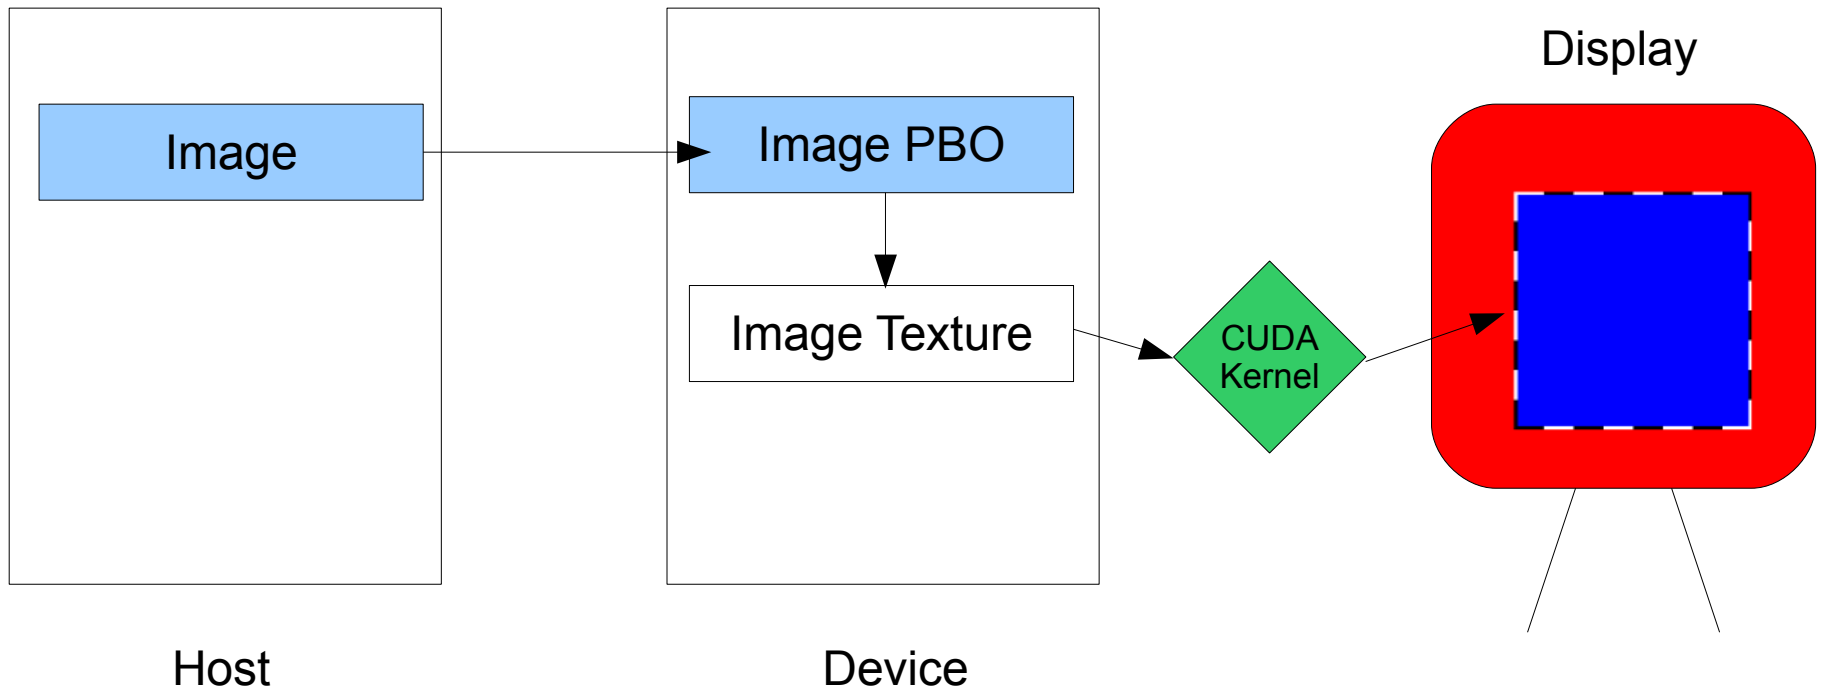 Display
Image
Image PBO
Image Texture
CUDA
Kernel
Host
Device